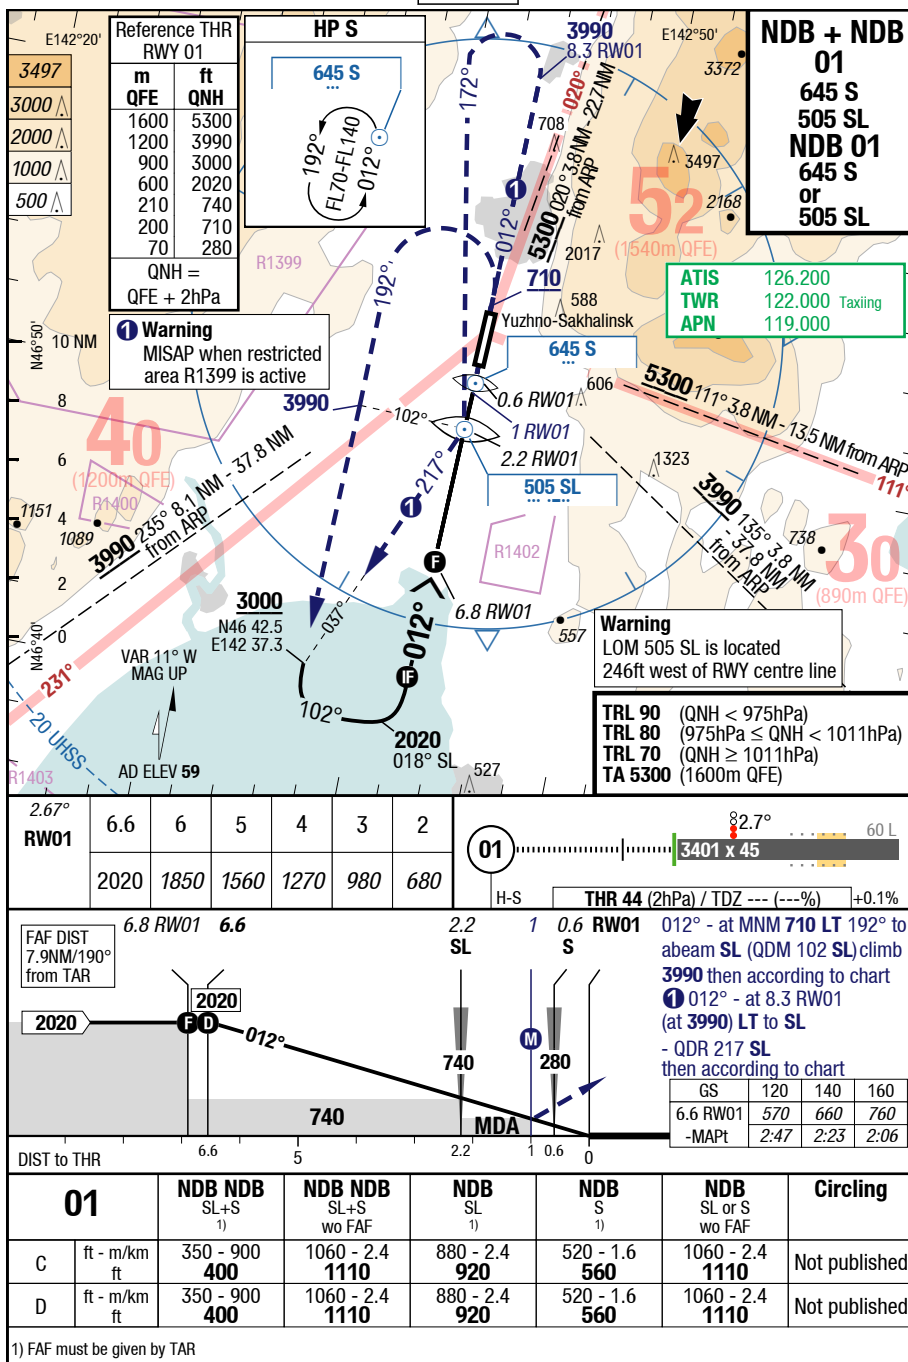 NDB + NDB
01
645 S
505 SL
NDB 01
645 S
or
505 SL
E142°20'
E142°50'
3497
3000
2000
1000
500
Reference THR
RWY 01
m ft
QFE QNH
1600 5300
1200 3990
900 3000
600 2020
210 740
200 710
70 280
QNH =
QFE + 2hPa
HP S
645 S
192°
FL70-FL140
012°
3990
8.3 RW01
172°
020°
708
5300 020° 3.8 NM - 22.7 NM
from ARP
3372
3497
2168
52
(1540m QFE)
2017
1
012°
710
588
192°
R1399
ATIS 126.200
TWR 122.000 Taxiing
APN 119.000
1 Warning
MISAP when restricted
area R1399 is active
Yuzhno-Sakhalinsk
645 S
0.6 RW01
606
1 RW01
2.2 RW01
505 SL
3990
102°
217°
1
5300 111° 3.8 NM - 13.5 NM from ARP
111°
1323
3990 135° 3.8 NM
- 37.8 NM
from ARP
738
30
(890m QFE)
N46°50'
10 NM
8
6
4
2
0
N46°40'
40
(1200m QFE)
R1400
1151
1089
3990 235° 8.1 NM - 37.8 NM
from ARP
R1402
F
6.8 RW01
557
3000
N46 42.5
E142 37.3
037°
012°
IF
102°
2020
018° SL
527
VAR 11° W
MAG UP
AD ELEV 59
231°
20 UHSS
R1403
Warning
LOM 505 SL is located
246ft west of RWY centre line
TRL 90 (QNH < 975hPa)
TRL 80 (975hPa ≤ QNH < 1011hPa)
TRL 70 (QNH ≥ 1011hPa)
TA 5300 (1600m QFE)
2.67°
RW01 6.6 6 5 4 3 2
2020 1850 1560 1270 980 680
01
H-S
2.7°
60 L
3401 x 45
THR 44 (2hPa) / TDZ --- (---%) +0.1%
FAF DIST
7.9NM/190°
from TAR
6.8 RW01 6.6 2.2 1 0.6 RW01
SL S
2020
2020
F D
012°
M
740
280
740
MDA
DIST to THR 6.6 5 2.2 1 0.6 0
012° - at MNM 710 LT 192° to
abeam SL (QDM 102 SL) climb
3990 then according to chart
1 012° - at 8.3 RW01
(at 3990) LT to SL
- QDR 217 SL
then according to chart
GS 120 140 160
6.6 RW01 570 660 760
-MAPt 2:47 2:23 2:06
01 NDB NDB NDB NDB NDB NDB NDB Circling
SL+S SL+S SL S SL or S
1) wo FAF 1) 1) wo FAF
C ft - m/km 350 - 900 1060 - 2.4 880 - 2.4 520 - 1.6 1060 - 2.4 Not published
ft 400 1110 920 560 1110
D ft - m/km 350 - 900 1060 - 2.4 880 - 2.4 520 - 1.6 1060 - 2.4 Not published
ft 400 1110 920 560 1110
1) FAF must be given by TAR